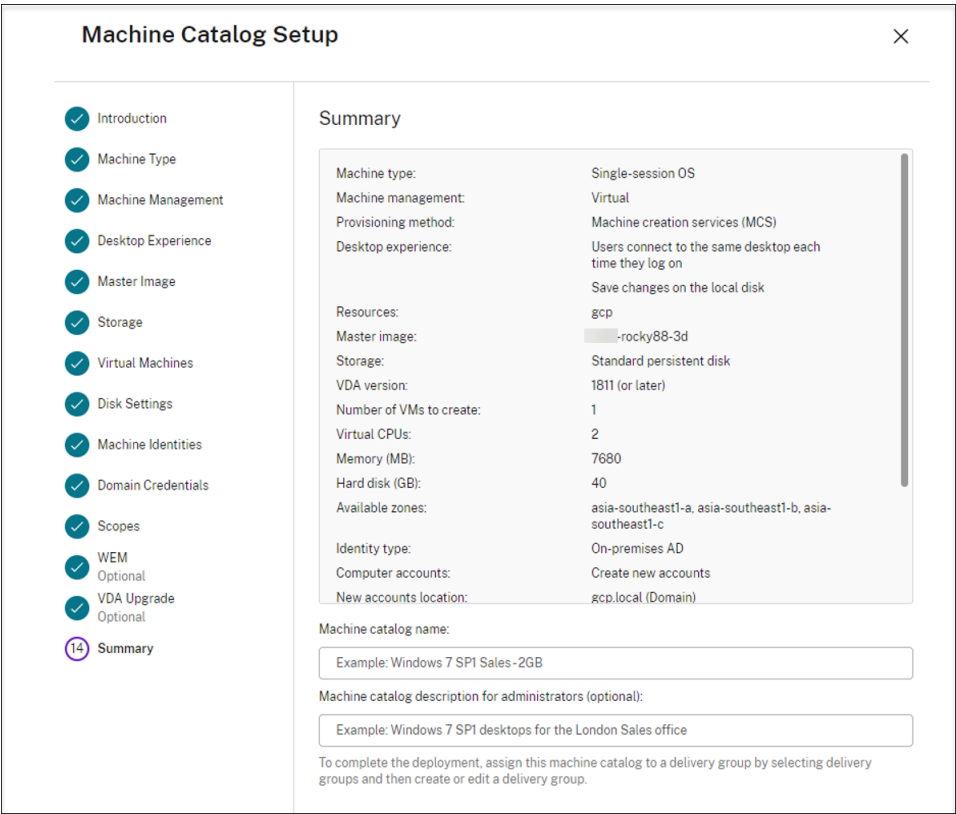 Machine Catalog Setup
Introduction
Machine Type
Machine Management
Desktop Experience
Master Image
Storage
Virtual Machines
Disk Settings
Machine Identities
Domain Credentials
Scopes
WEM
Optional
VDA Upgrade
Optional
14 Summary
Summary
Machine type: Single-session OS
Machine management: Virtual
Provisioning method: Machine creation services (MCS)
Desktop experience: Users connect to the same desktop each
time they log on
Save changes on the local disk
Resources: gcp
Master image: -rocky88-3d
Storage: Standard persistent disk
VDA version: 1811 (or later)
Number of VMs to create: 1
Virtual CPUs: 2
Memory (MB): 7680
Hard disk (GB): 40
Available zones: asia-southeast1-a, asia-southeast1-b, asia-
southeast1-c
Identity type: On-premises AD
Computer accounts: Create new accounts
New accounts location: gcp.local (Domain)
Machine catalog name:
Example: Windows 7 SP1 Sales - 2GB
Machine catalog description for administrators (optional):
Example: Windows 7 SP1 desktops for the London Sales office
To complete the deployment, assign this machine catalog to a delivery group by selecting delivery
groups and then create or edit a delivery group.